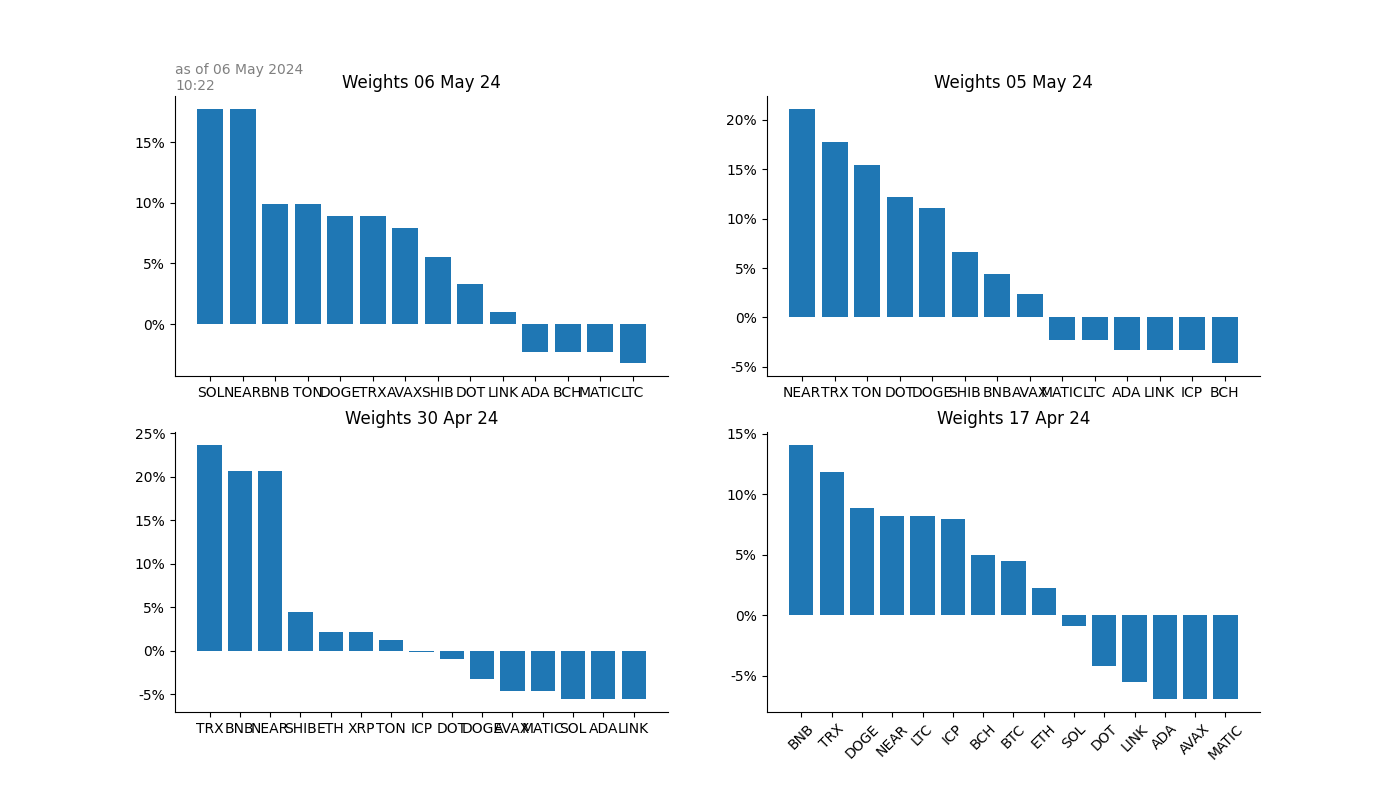 as of 06 May 2024
10:22
Weights 06 May 24
15%
10%
5%
0%
SOL NEAR BNB TON DOGE TRX AVAX SHIB DOT LINK ADA BCH MATIC LTC
Weights 05 May 24
20%
15%
10%
5%
0%
-5%
NEAR TRX TON DOT DOGE SHIB BNB AVAX MATIC LTC ADA LINK ICP BCH
Weights 30 Apr 24
25%
20%
15%
10%
5%
0%
-5%
TRX BNB NEAR SHIB ETH XRP TON ICP DOT DOGE AVAX MATIC SOL ADA LINK
Weights 17 Apr 24
15%
10%
5%
0%
-5%
BNB TRX DOGE NEAR LTC ICP BCH BTC ETH SOL DOT LINK ADA AVAX MATIC